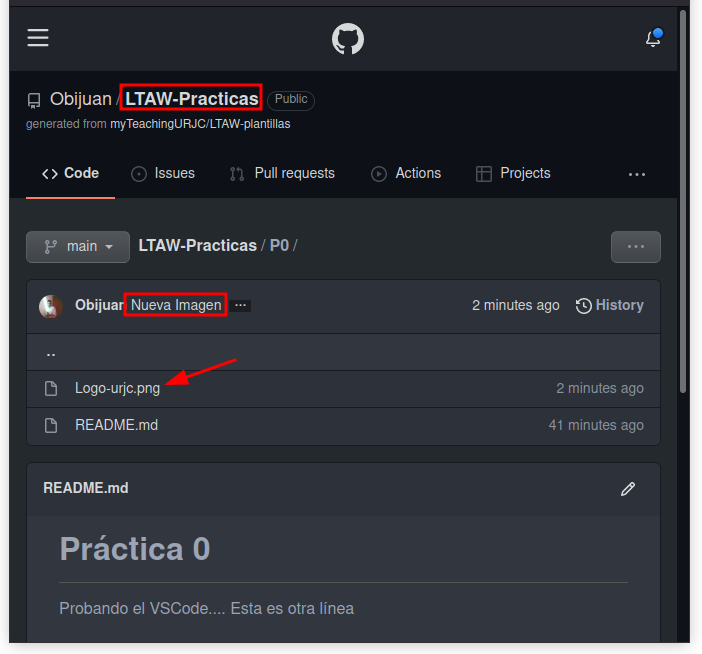 Obijuan / LTAW-Practicas Public
generated from myTeachingURJC/LTAW-plantillas
Code Issues Pull requests Actions Projects ...
main LTAW-Practicas / P0 / ...
Obijuan Nueva Imagen ... 2 minutes ago History
..
Logo-urjc.png 2 minutes ago
README.md 41 minutes ago
README.md
Práctica 0
Probando el VSCode.... Esta es otra línea